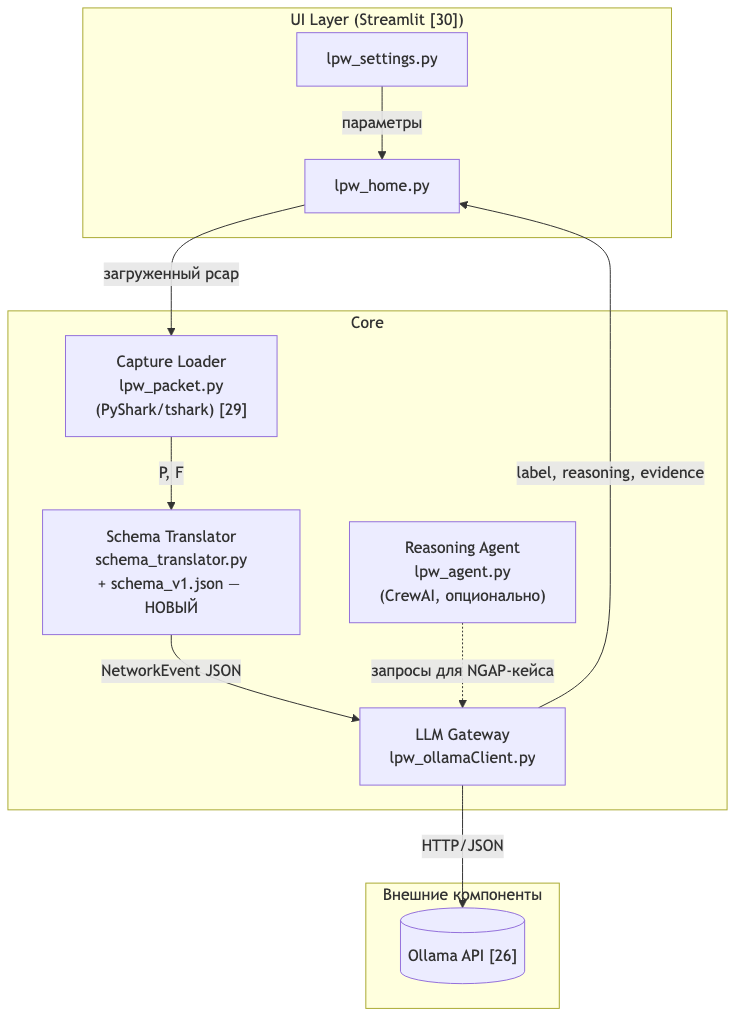 UI Layer (Streamlit [30])
lpw_settings.py
параметры
lpw_home.py
загруженный pcap
Core
Capture Loader
lpw_packet.py
(PyShark/tshark) [29]
P, F
label, reasoning, evidence
Schema Translator
schema_translator.py
+ schema_v1.json —
НОВЫЙ
Reasoning Agent
lpw_agent.py
(CrewAI, опционально)
NetworkEvent JSON
запросы для NGAP-кейса
LLM Gateway
lpw_ollamaClient.py
HTTP/JSON
Внешние компоненты
Ollama API [26]